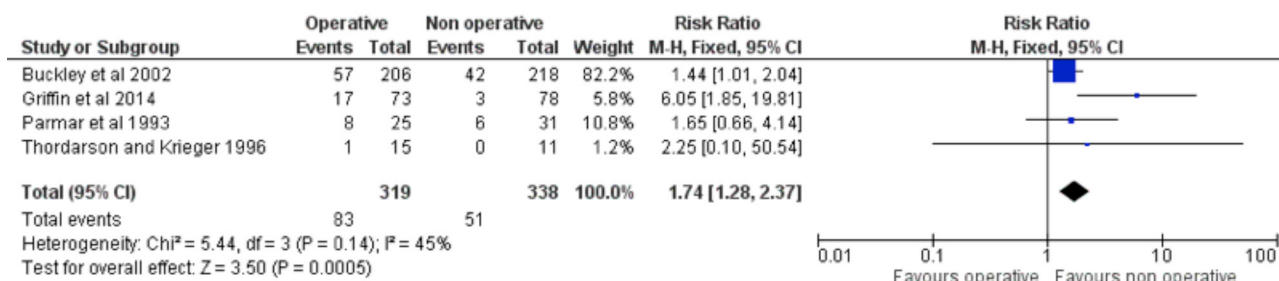 Operative Non operative Risk Ratio Risk Ratio
Study or Subgroup Events Total Events Total Weight M-H, Fixed, 95% CI M-H, Fixed, 95% CI
Buckley et al 2002 57 206 42 218 82.2% 1.44 [1.01, 2.04]
Griffin et al 2014 17 73 3 78 5.8% 6.05 [1.85, 19.81]
Parmar et al 1993 8 25 6 31 10.8% 1.65 [0.66, 4.14]
Thordarson and Krieger 1996 1 15 0 11 1.2% 2.25 [0.10, 50.54]
Total (95% CI) 319 338 100.0% 1.74 [1.28, 2.37]
Total events 83 51
Heterogeneity: Chi² = 5.44, df = 3 (P = 0.14); I² = 45%
Test for overall effect: Z = 3.50 (P = 0.0005)
0.01 0.1 1 10 100
Favours operative Favours non operative